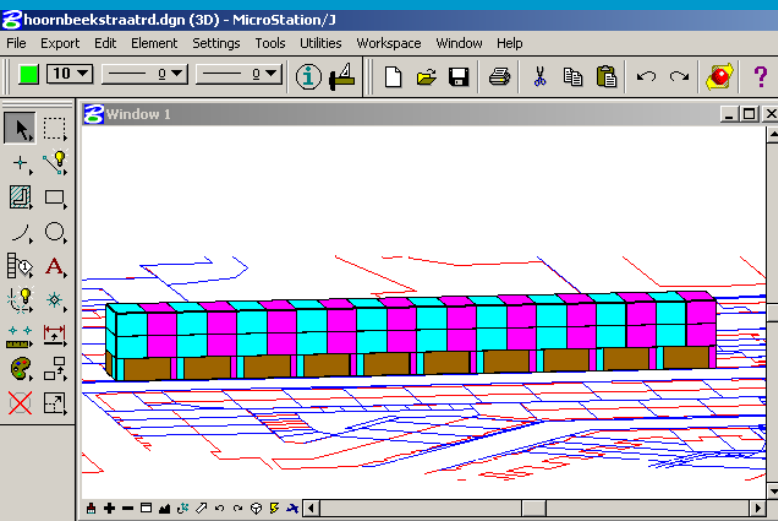 hoornbeekstraatrd.dgn (3D) - MicroStation/J
File Export Edit Element Settings Tools Utilities Workspace Window Help
10 0 0
Window 1